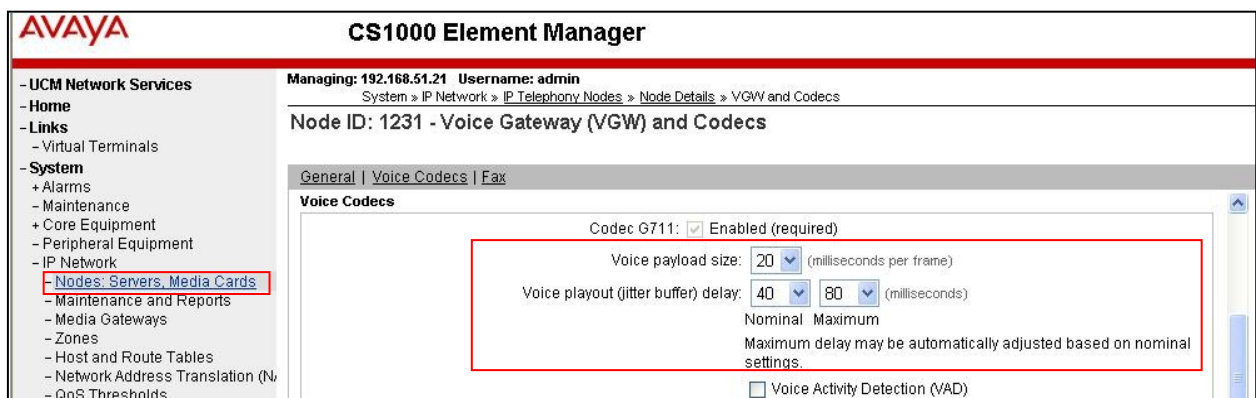 AVAYA
CS1000 Element Manager
- UCM Network Services
- Home
- Links
- Virtual Terminals
- System
+ Alarms
- Maintenance
+ Core Equipment
- Peripheral Equipment
- IP Network
- Nodes: Servers, Media Cards
- Maintenance and Reports
- Media Gateways
- Zones
- Host and Route Tables
- Network Address Translation (N
- QoS Thresholds
Managing: 192.168.51.21 Username: admin
System » IP Network » IP Telephony Nodes » Node Details » VGW and Codecs
Node ID: 1231 - Voice Gateway (VGW) and Codecs
General | Voice Codecs | Fax
Voice Codecs
Codec G711: Enabled (required)
Voice payload size: 20 (milliseconds per frame)
Voice playout (jitter buffer) delay: 40 80 (milliseconds)
Nominal Maximum
Maximum delay may be automatically adjusted based on nominal
settings.
Voice Activity Detection (VAD)